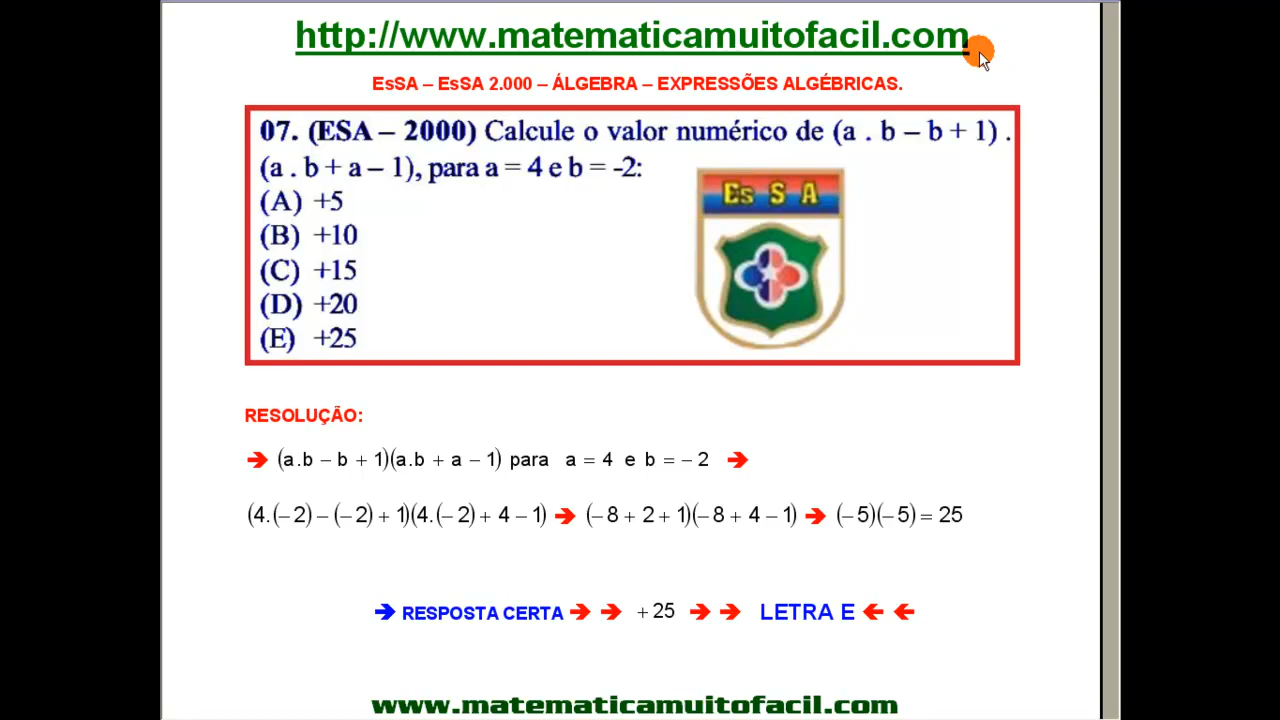 http://www.matematicamuitofacil.com
EsSA – EsSA 2.000 – ÁLGEBRA – EXPRESSÕES ALGÉBRICAS.
07. (ESA – 2000) Calcule o valor numérico de (a . b – b + 1) .
(a . b + a – 1), para a = 4 e b = -2:
Es S A
(A) +5
(B) +10
(C) +15
(D) +20
(E) +25
RESOLUÇÃO:
➔ (a.b − b + 1)(a.b + a − 1) para a = 4 e b = − 2 ➔
(4.(− 2) − (− 2) + 1)(4.(− 2) + 4 − 1) ➔ (− 8 + 2 + 1)(− 8 + 4 − 1) ➔ (− 5)(− 5) = 25
➔ RESPOSTA CERTA ➔ ➔ + 25 ➔ ➔ LETRA E 🡸 🡸
www.matematicamuitofacil.com